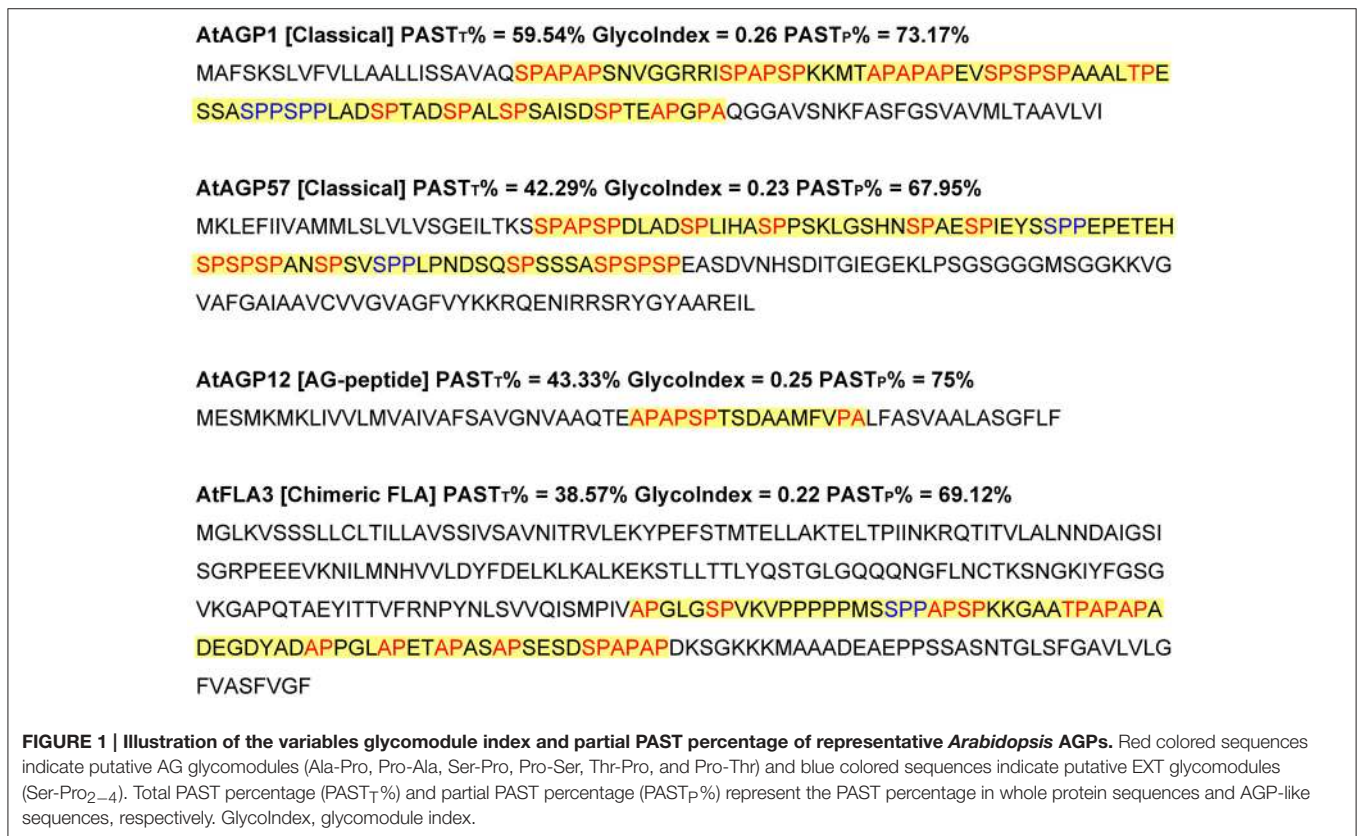 AtAGP1 [Classical] PASTT% = 59.54% GlycoIndex = 0.26 PASTP% = 73.17%
MAFSKSLVFVLLAALLISSAVAQSPAPAPSNVGGRRISPAPSPKKMTAPAPAPEVSPSPSPAAALTPE
SSASPPSPPLADSPTADSPALSPSAISDSPTEAPGPAQGGAVSNKFASFGSVAVMLTAAVLVI
AtAGP57 [Classical] PASTT% = 42.29% GlycoIndex = 0.23 PASTP% = 67.95%
MKLEFIIVAMMLSLVLVSGEILTKSSPAPSPDLADSPLIHASPPSKLGSHNSPAESPIEYSSSPPEPETEH
SPSPSPANSPSVSPPLPNDSQSPSSSASPSPSPEASDVNHSDITGIEGEKLPSGSGGGMSGGKKVG
VAFGAIAAVCVVGVAGFVYKKRQENIRRSRYGYAAREIL
AtAGP12 [AG-peptide] PASTT% = 43.33% GlycoIndex = 0.25 PASTP% = 75%
MESMKMKLIVVLMVAIVAFSAVGNVAAQTEAPAPSPTSDAAMFVPALFASVAALASGFLF
AtFLA3 [Chimeric FLA] PASTT% = 38.57% GlycoIndex = 0.22 PASTP% = 69.12%
MGLKVSSSLLCLTILLAVSSIVSAVNITRVLEKYPEFSTMTELLAKTELTPIINKRQTITVLALNNDAIGSI
SGRPEEEVKNILMNHVVLDYFDELKLKALKEKSTLLTTLYQSTGLGQQQNGFLNCTKSNGKIYFGSG
VKGAPQTAEYITTVFRNPYNLSVVQISMPIVAPGLGSPVKVPPPPPMSSPPAPSPKKGAATPAPAPA
DEGDYADAPPGLAPETAPASAPSESDSPAPAPDKSGKKKMAAADEAEPPSSASNTGLSFGAVLVLG
FVASFVGF
FIGURE 1 | Illustration of the variables glycomodule index and partial PAST percentage of representative Arabidopsis AGPs. Red colored sequences
indicate putative AG glycomodules (Ala-Pro, Pro-Ala, Ser-Pro, Pro-Ser, Thr-Pro, and Pro-Thr) and blue colored sequences indicate putative EXT glycomodules
(Ser-Pro2–4). Total PAST percentage (PASTT%) and partial PAST percentage (PASTP%) represent the PAST percentage in whole protein sequences and AGP-like
sequences, respectively. GlycoIndex, glycomodule index.